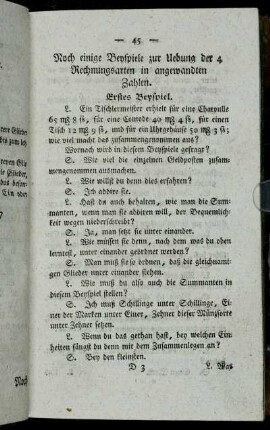 — 45 —
Noch einige Beyspiele zur Uebung der 4
Rechnungsarten in angewandten
Zahlen.
Erstes Beyspiel.
L. Ein Tischlermeister erhielt für eine Chatoulle
65 m₰ 8 ß, für eine Comode 40 m₰ 4 ß, für einen
Tisch 12 m₰ 9 ß, und für ein Uhrgehäuse 50 m₰ 3 ß;
wie viel macht des zusammengenommen aus?
Wornach wird in diesem Beyspiele gefragt?
S. Wie viel die einzelnen Geldposten zusam-
mengenommen ausmachen.
L. Wie willst du denn dies erfahren?
S. Ich addire sie.
L. Hast du auch behalten, wie man die Sum-
manten, wenn man sie addiren will, der Bequemlich-
keit wegen niederschreibt?
S. Ja, man setzt sie unter einander.
L. Wie müssen sie denn, nach dem was du oben
lerntest, unter einander geordnet werden?
S. Man muß sie so ordnen, daß die gleichnami-
gen Glieder unter einander stehen.
L. Wie mußt du also auch die Summanten in
diesem Beyspiel stellen?
S. Ich muß Schillinge unter Schillinge, Ei-
ner der Marken unter Einer, Zehner dieser Münzsorte
unter Zehner setzen.
L. Wenn du das gethan hast, bey welchen Ein-
heiten fängst du denn mit dem Zusammenlegen an?
S. Bey den kleinsten.
D 3 L. Was
Noch